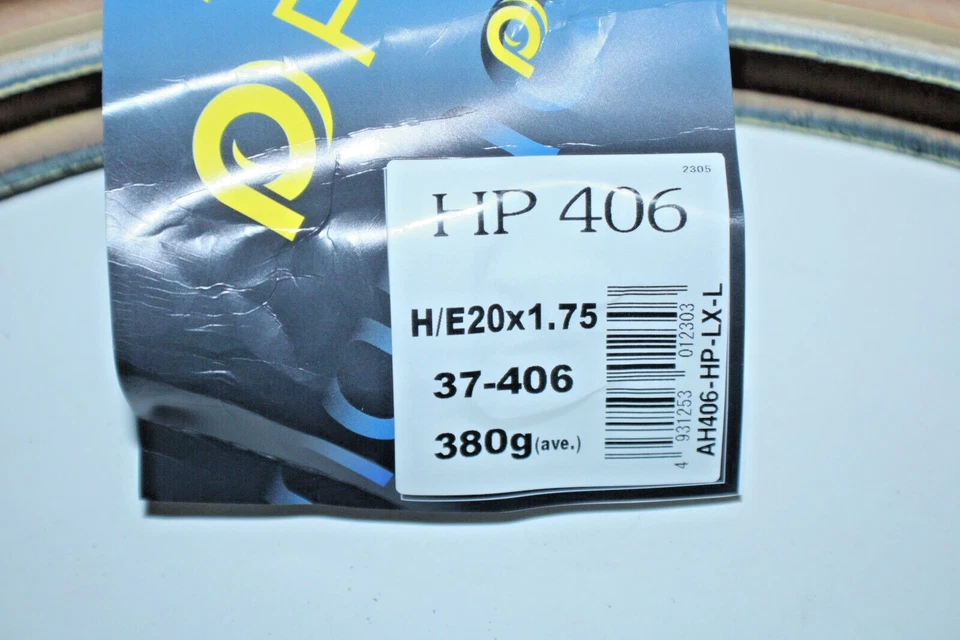 2305
HP 406
H/E20x1.75
37-406
380g(ave.)
4 931253 012303
AH406-HP-LX-L